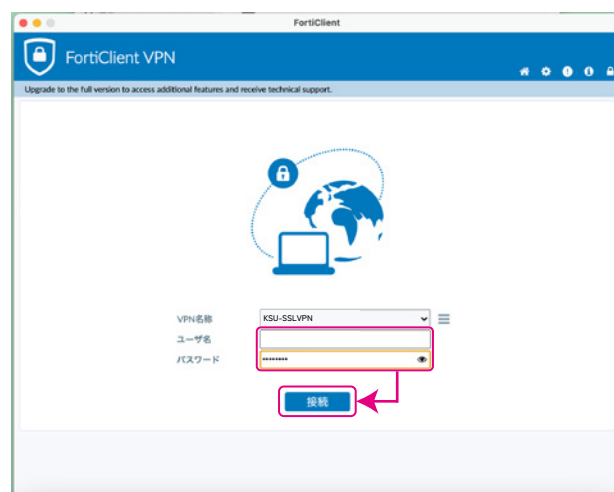 FortiClient
FortiClient VPN
Upgrade to the full version to access additional features and receive technical support.
VPN名称
KSU-SSLVPN
ユーザ名
パスワード
••••••••
接続